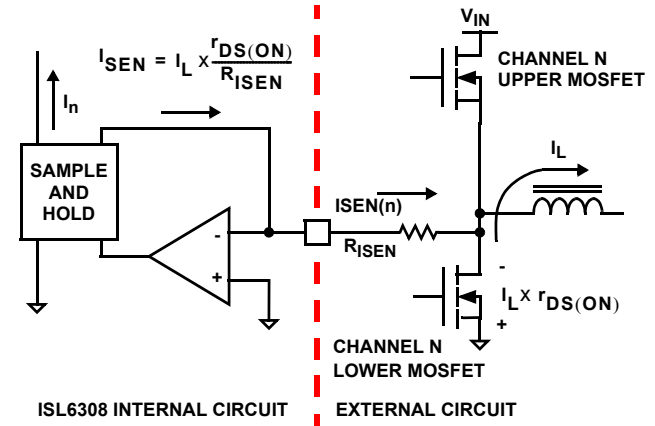 I_SEN = I_L x r_DS(ON) / R_ISEN
I_n
SAMPLE
AND
HOLD
-
+
V_IN
CHANNEL N
UPPER MOSFET
I_L
ISEN(n)
R_ISEN
-
I_L x r_DS(ON)
+
CHANNEL N
LOWER MOSFET
ISL6308 INTERNAL CIRCUIT
EXTERNAL CIRCUIT